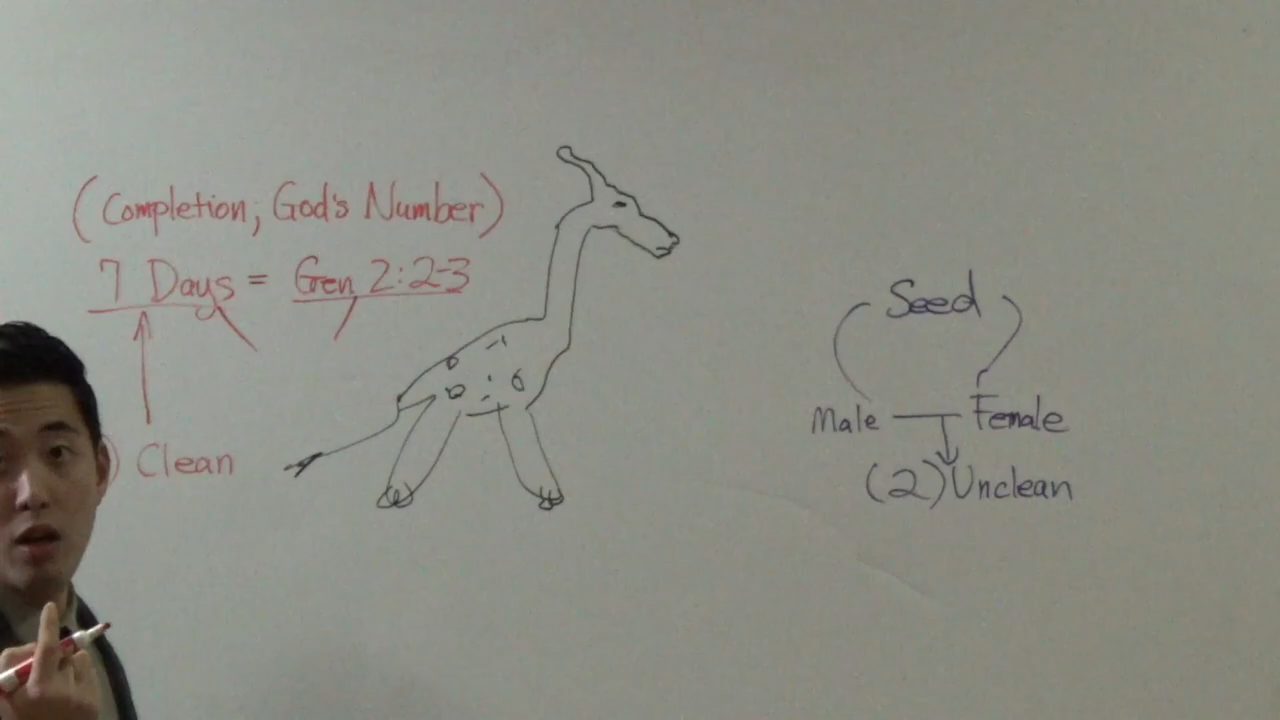 (Completion; God's Number)
7 Days = Gen 2:2-3
) Clean
Seed
Male — Female
(2) Unclean